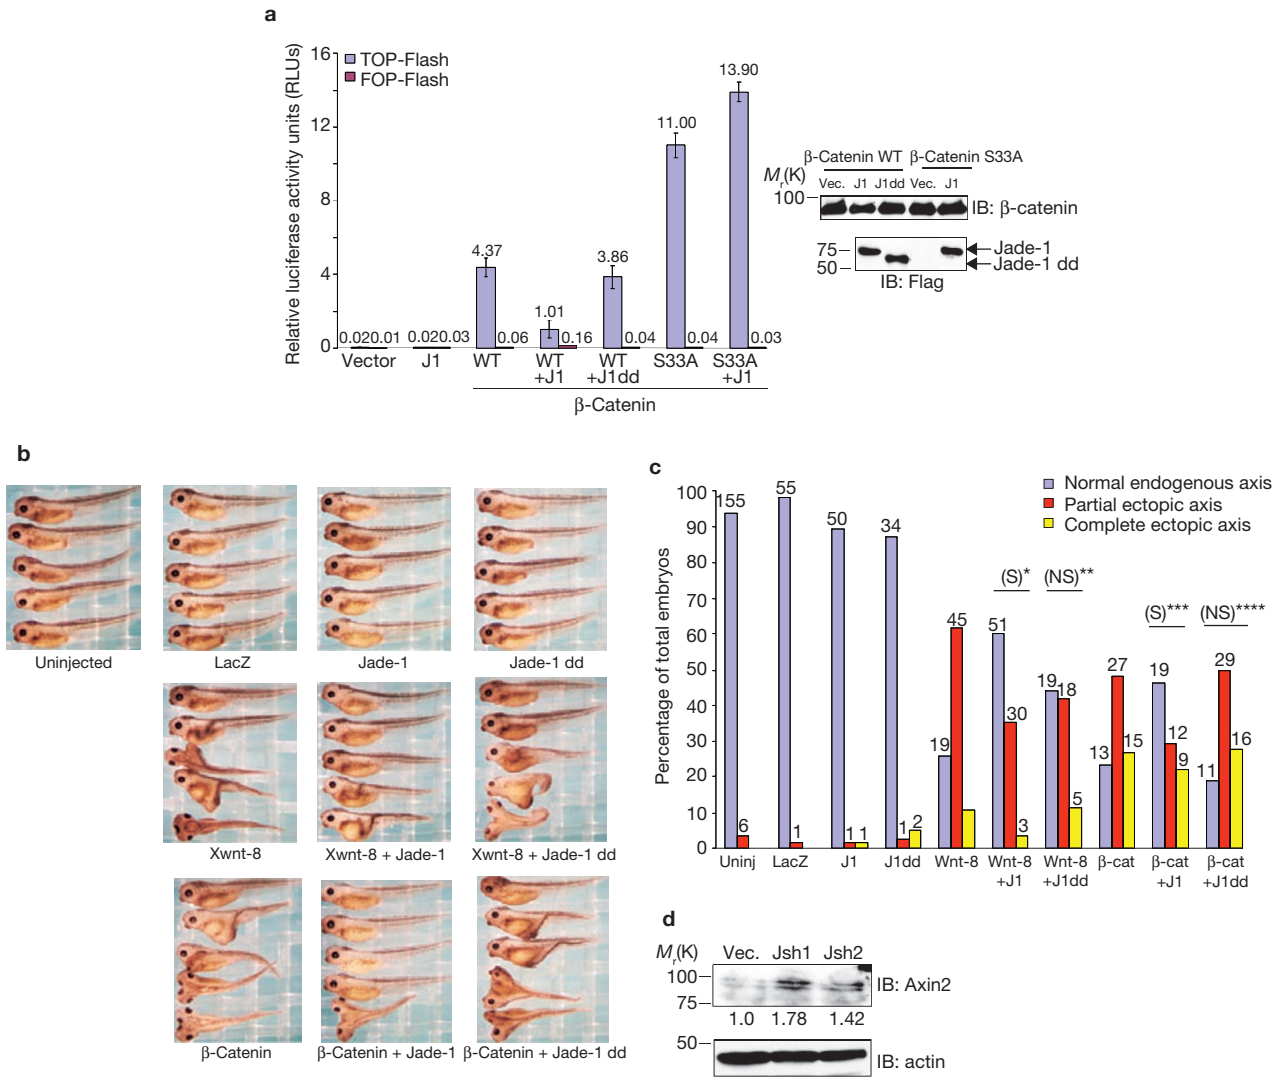 a
Relative luciferase activity units (RLUs)
16
12
8
4
0
TOP-Flash
FOP-Flash
0.02 0.01
0.02 0.03
4.37
0.06
1.01
0.16
3.86
0.04
11.00
0.04
13.90
0.03
Vector
J1
WT
WT
+J1
WT
+J1dd
S33A
S33A
+J1
β-Catenin
β-Catenin WT
β-Catenin S33A
Mr(K)
Vec. J1 J1dd Vec. J1
100
IB: β-catenin
75
50
Jade-1
Jade-1 dd
IB: Flag
b
Uninjected
LacZ
Jade-1
Jade-1 dd
Xwnt-8
Xwnt-8 + Jade-1
Xwnt-8 + Jade-1 dd
β-Catenin
β-Catenin + Jade-1
β-Catenin + Jade-1 dd
c
Normal endogenous axis
Partial ectopic axis
Complete ectopic axis
Percentage of total embryos
100
90
80
70
60
50
40
30
20
10
0
155
6
55
1
50
1 1
34
1 2
19
45
51
30
3
19 18
5
13
27
15
19
12
9
11
29
16
(S)*
(NS)**
(S)***
(NS)****
Uninj
LacZ
J1
J1dd
Wnt-8
Wnt-8
+J1
Wnt-8
+J1dd
β-cat
β-cat
+J1
β-cat
+J1dd
d
Mr(K)
Vec. Jsh1 Jsh2
100
75
IB: Axin2
1.0 1.78 1.42
50
IB: actin